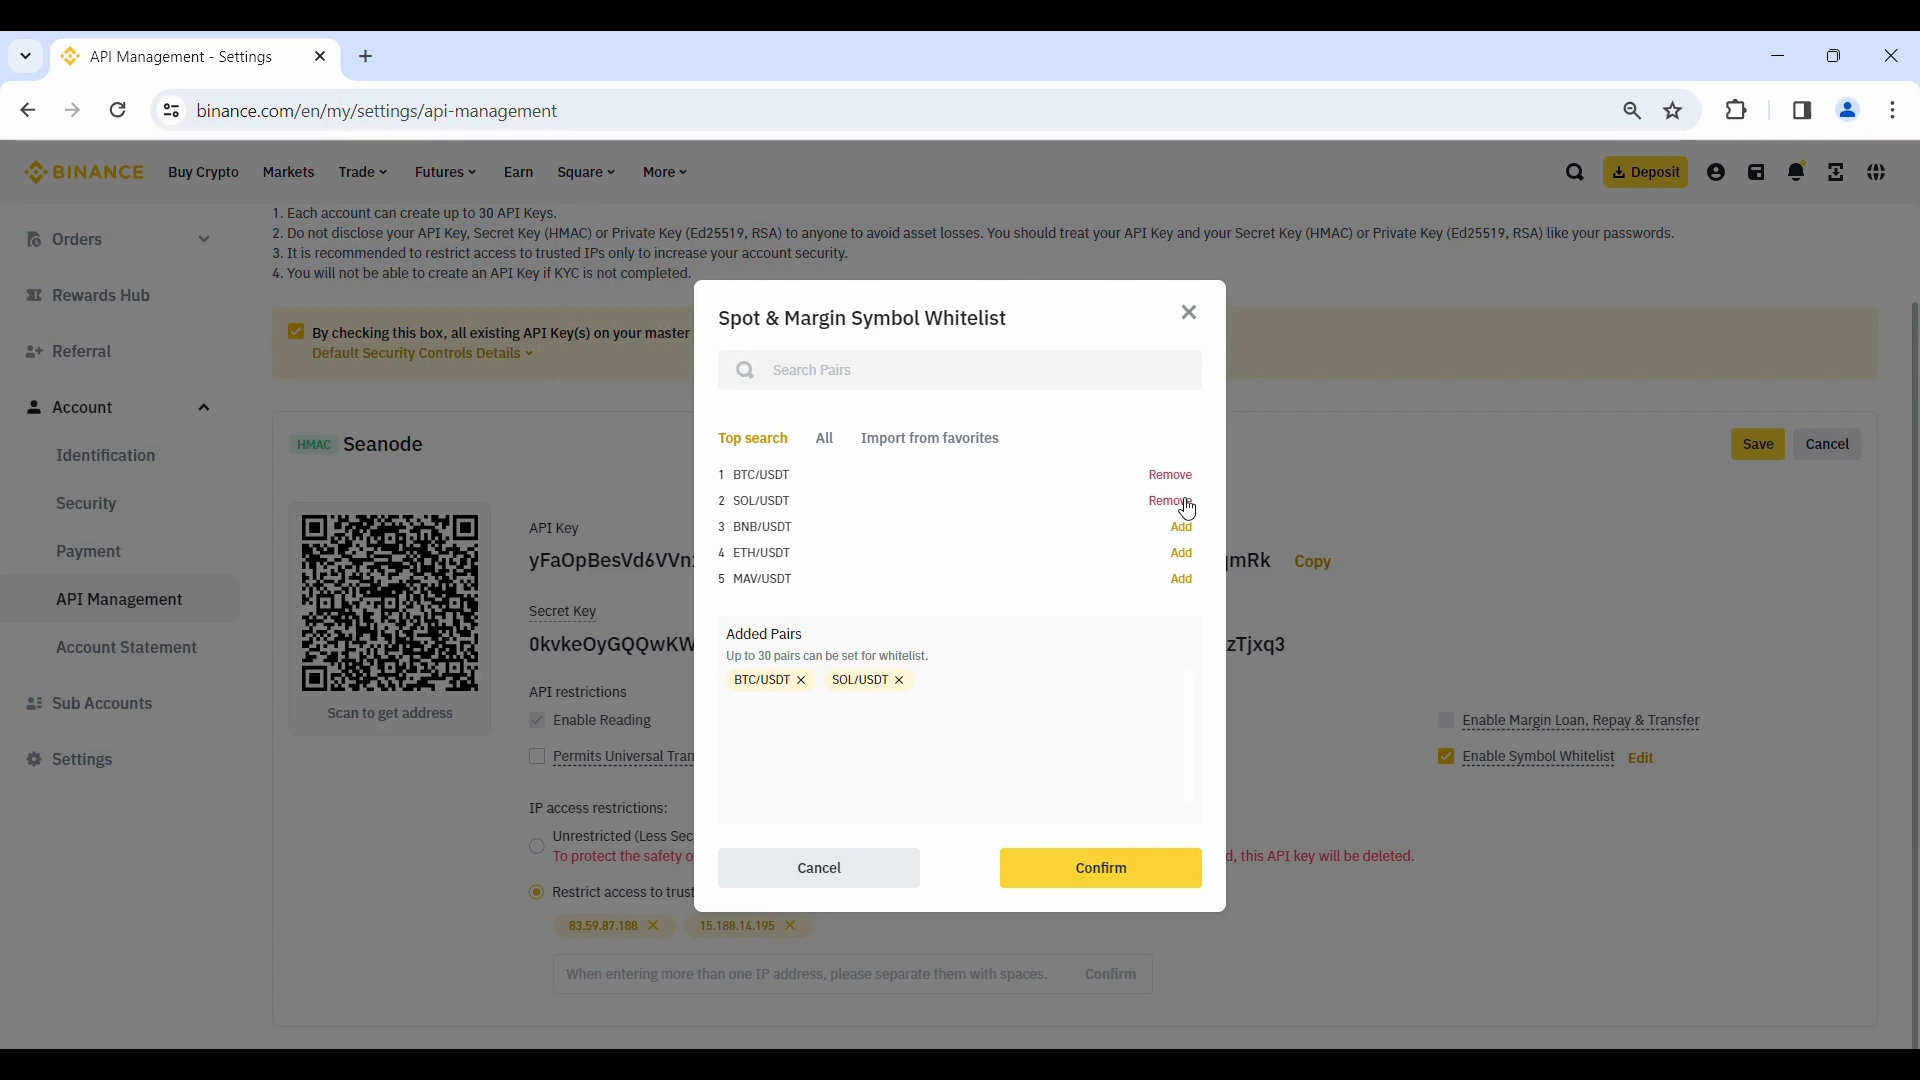 API Management - Settings
binance.com/en/my/settings/api-management
BINANCE Buy Crypto Markets Trade Futures Earn Square More Deposit
1. Each account can create up to 30 API Keys.
2. Do not disclose your API Key, Secret Key (HMAC) or Private Key (Ed25519, RSA) to anyone to avoid asset losses. You should treat your API Key and your Secret Key (HMAC) or Private Key (Ed25519, RSA) like your passwords.
3. It is recommended to restrict access to trusted IPs only to increase your account security.
4. You will not be able to create an API Key if KYC is not completed.
Orders
Rewards Hub
Referral
Account
Identification
Security
Payment
API Management
Account Statement
Sub Accounts
Settings
By checking this box, all existing API Key(s) on your master
Default Security Controls Details
HMAC Seanode
Save Cancel
Scan to get address
API Key
yFaOpBesVd6VVn
mRk Copy
Secret Key
0kvkeOyGQQwKW
zTjxq3
API restrictions
Enable Reading
Enable Margin Loan, Repay & Transfer
Permits Universal Tran
Enable Symbol Whitelist Edit
IP access restrictions:
Unrestricted (Less Sec
To protect the safety o
, this API key will be deleted.
Restrict access to trust
83.59.87.188 15.188.14.195
When entering more than one IP address, please separate them with spaces. Confirm
Spot & Margin Symbol Whitelist
Search Pairs
Top search All Import from favorites
1 BTC/USDT Remove
2 SOL/USDT Remove
3 BNB/USDT Add
4 ETH/USDT Add
5 MAV/USDT Add
Added Pairs
Up to 30 pairs can be set for whitelist.
BTC/USDT SOL/USDT
Cancel Confirm